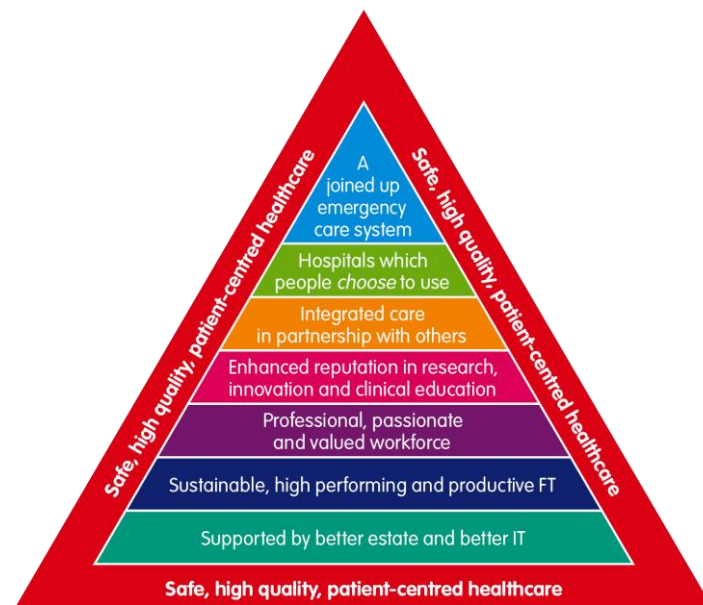 A
joined up
emergency
care system
Hospitals which
people choose to use
Integrated care
in partnership with others
Enhanced reputation in research,
innovation and clinical education
Professional, passionate
and valued workforce
Sustainable, high performing and productive FT
Supported by better estate and better IT
Safe, high quality, patient-centred healthcare
Safe, high quality, patient-centred healthcare
Safe, high quality, patient-centred healthcare